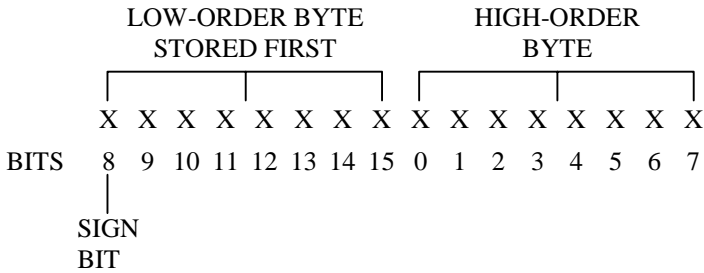 LOW-ORDER BYTE HIGH-ORDER
STORED FIRST BYTE
X X X X X X X X X X X X X X X X
BITS 8 9 10 11 12 13 14 15 0 1 2 3 4 5 6 7
SIGN
BIT